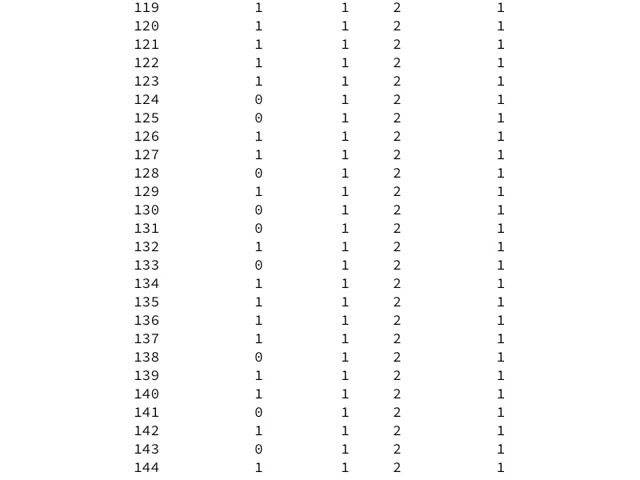 119 1 1 2 1
120 1 1 2 1
121 1 1 2 1
122 1 1 2 1
123 1 1 2 1
124 0 1 2 1
125 0 1 2 1
126 1 1 2 1
127 1 1 2 1
128 0 1 2 1
129 1 1 2 1
130 0 1 2 1
131 0 1 2 1
132 1 1 2 1
133 0 1 2 1
134 1 1 2 1
135 1 1 2 1
136 1 1 2 1
137 1 1 2 1
138 0 1 2 1
139 1 1 2 1
140 1 1 2 1
141 0 1 2 1
142 1 1 2 1
143 0 1 2 1
144 1 1 2 1